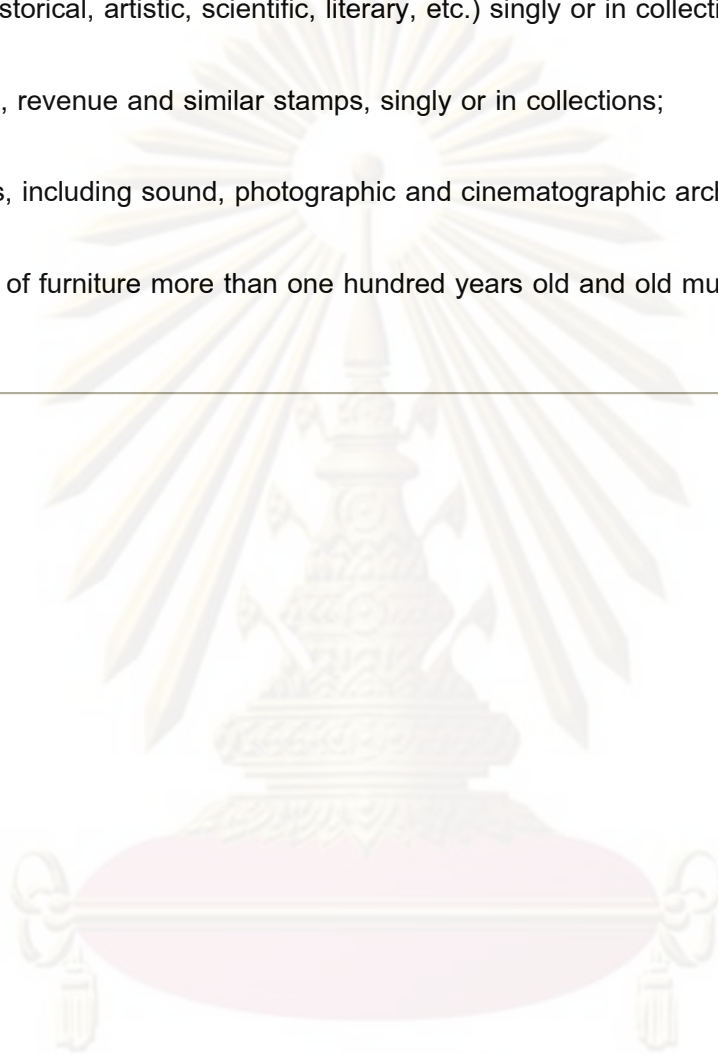 storical, artistic, scientific, literary, etc.) singly or in collecti
, revenue and similar stamps, singly or in collections;
s, including sound, photographic and cinematographic arch
of furniture more than one hundred years old and old mu